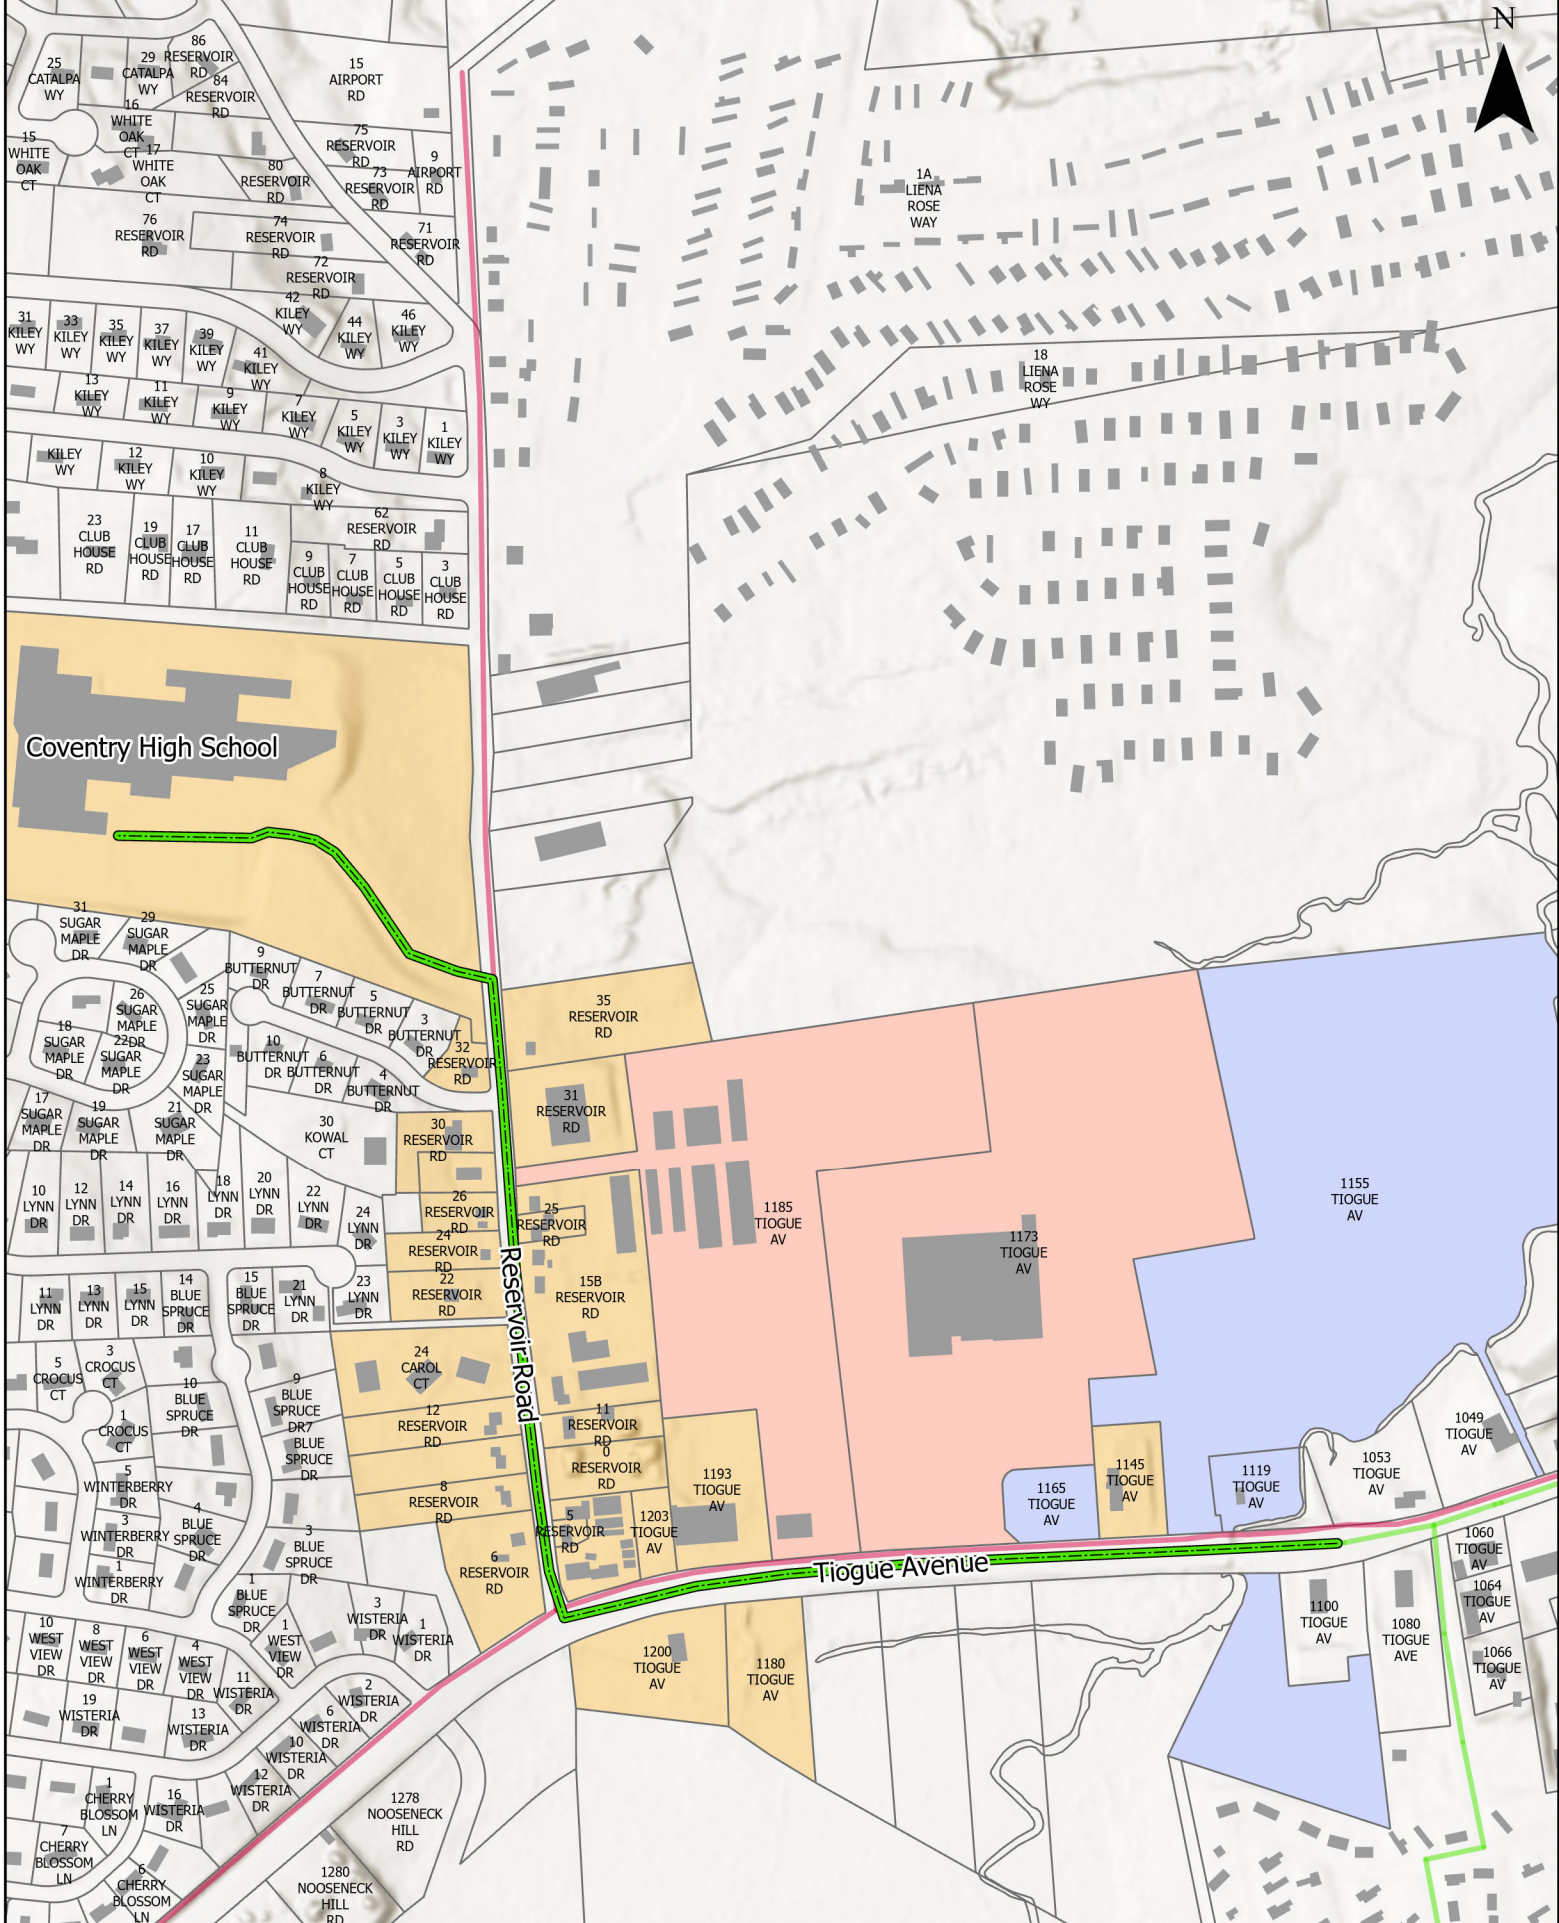 N
86
RESERVOIR
RD
25
CATALPA
WY
29
CATALPA
WY
84
RESERVOIR
RD
15
AIRPORT
RD
16
WHITE
OAK
CT
15
WHITE
OAK
CT
17
WHITE
OAK
CT
75
RESERVOIR
RD
9
AIRPORT
RD
80
RESERVOIR
RD
73
RESERVOIR
RD
1A
LIENA
ROSE
WAY
76
RESERVOIR
RD
74
RESERVOIR
RD
71
RESERVOIR
RD
72
RESERVOIR
RD
42
KILEY
WY
44
KILEY
WY
46
KILEY
WY
31
KILEY
WY
33
KILEY
WY
35
KILEY
WY
37
KILEY
WY
39
KILEY
WY
41
KILEY
WY
18
LIENA
ROSE
WY
13
KILEY
WY
11
KILEY
WY
9
KILEY
WY
7
KILEY
WY
5
KILEY
WY
3
KILEY
WY
1
KILEY
WY
KILEY
WY
12
KILEY
WY
10
KILEY
WY
8
KILEY
WY
62
RESERVOIR
RD
23
CLUB
HOUSE
RD
19
CLUB
HOUSE
RD
17
CLUB
HOUSE
RD
11
CLUB
HOUSE
RD
9
CLUB
HOUSE
RD
7
CLUB
HOUSE
RD
5
CLUB
HOUSE
RD
3
CLUB
HOUSE
RD
Coventry High School
31
SUGAR
MAPLE
DR
29
SUGAR
MAPLE
DR
9
BUTTERNUT
DR
7
BUTTERNUT
DR
5
BUTTERNUT
DR
3
BUTTERNUT
DR
26
SUGAR
MAPLE
DR
25
SUGAR
MAPLE
DR
35
RESERVOIR
RD
18
SUGAR
MAPLE
DR
22
SUGAR
MAPLE
DR
10
BUTTERNUT
DR
6
BUTTERNUT
DR
4
BUTTERNUT
DR
32
RESERVOIR
RD
23
SUGAR
MAPLE
DR
31
RESERVOIR
RD
17
SUGAR
MAPLE
DR
19
SUGAR
MAPLE
DR
21
SUGAR
MAPLE
DR
30
KOWAL
CT
30
RESERVOIR
RD
10
LYNN
DR
12
LYNN
DR
14
LYNN
DR
16
LYNN
DR
18
LYNN
DR
20
LYNN
DR
22
LYNN
DR
24
LYNN
DR
26
RESERVOIR
RD
25
RESERVOIR
RD
1185
TIOGUE
AV
1155
TIOGUE
AV
1173
TIOGUE
AV
24
RESERVOIR
RD
22
RESERVOIR
RD
15B
RESERVOIR
RD
11
LYNN
DR
13
LYNN
DR
15
LYNN
DR
14
BLUE
SPRUCE
DR
15
BLUE
SPRUCE
DR
21
LYNN
DR
23
LYNN
DR
Reservoir Road
5
CROCUS
CT
3
CROCUS
CT
24
CAROL
CT
10
BLUE
SPRUCE
DR
9
BLUE
SPRUCE
DR
1
CROCUS
CT
12
RESERVOIR
RD
11
RESERVOIR
RD
7
BLUE
SPRUCE
DR
0
RESERVOIR
RD
1049
TIOGUE
AV
1053
TIOGUE
AV
5
WINTERBERRY
DR
8
RESERVOIR
RD
1193
TIOGUE
AV
1165
TIOGUE
AV
1145
TIOGUE
AV
1119
TIOGUE
AV
4
BLUE
SPRUCE
DR
3
WINTERBERRY
DR
3
BLUE
SPRUCE
DR
5
RESERVOIR
RD
1203
TIOGUE
AV
1060
TIOGUE
AV
1
WINTERBERRY
DR
6
RESERVOIR
RD
Tiogue Avenue
1
BLUE
SPRUCE
DR
3
WISTERIA
DR
1
WISTERIA
DR
1064
TIOGUE
AV
1100
TIOGUE
AV
1080
TIOGUE
AVE
10
WEST
VIEW
DR
8
WEST
VIEW
DR
6
WEST
VIEW
DR
4
WEST
VIEW
DR
1
WEST
VIEW
DR
1200
TIOGUE
AV
1180
TIOGUE
AV
1066
TIOGUE
AV
11
WISTERIA
DR
2
WISTERIA
DR
19
WISTERIA
DR
13
WISTERIA
DR
6
WISTERIA
DR
10
WISTERIA
DR
12
WISTERIA
DR
1
CHERRY
BLOSSOM
LN
16
WISTERIA
DR
1278
NOOSENECK
HILL
RD
7
CHERRY
BLOSSOM
LN
6
CHERRY
BLOSSOM
LN
1280
NOOSENECK
HILL
RD